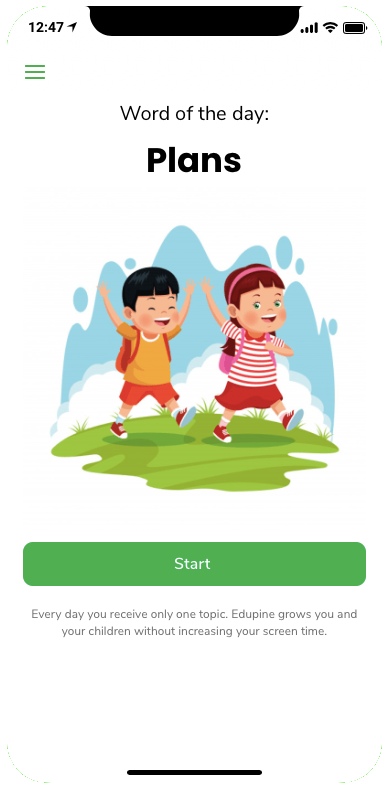 12:47
Word of the day:
Plans
Start
Every day you receive only one topic. Edupine grows you and
your children without increasing your screen time.